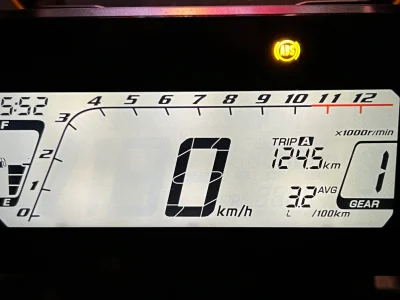 ABS
5:52
4 5 6 7 8 9 10 11 12
3
F
x1000r/min
2
TRIP A
124.5 km
0 km/h
1
1
3.2 AVG
E
L /100km
GEAR
0